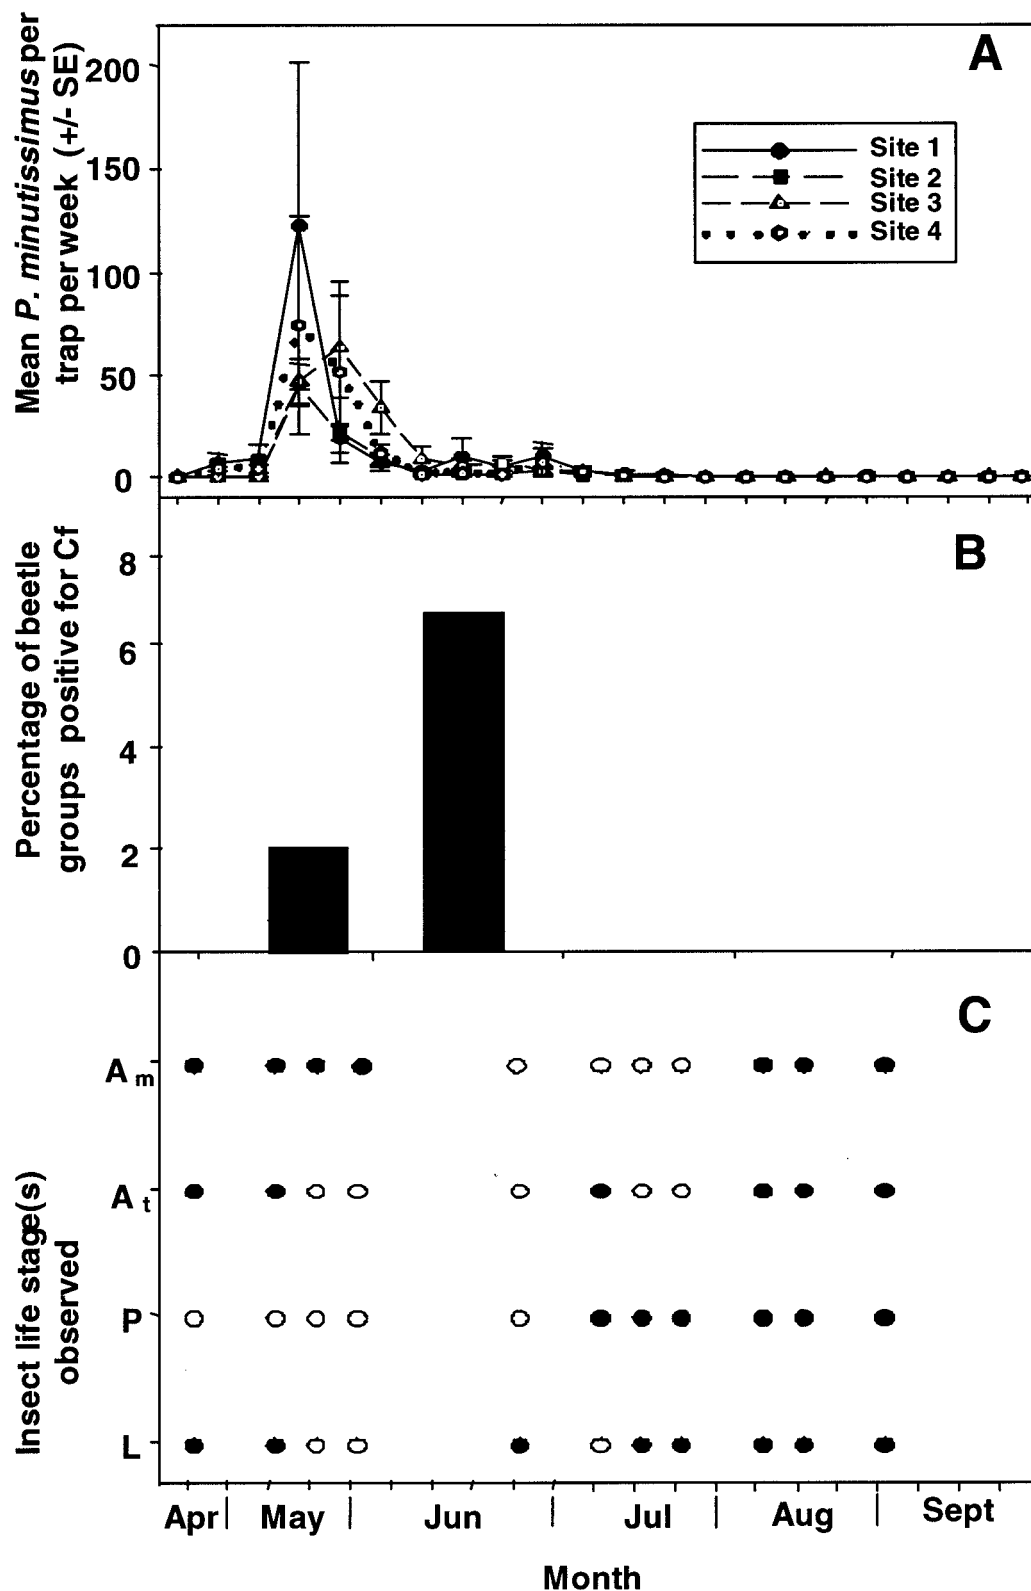 Mean P. minutissimus per
trap per week (+/- SE)
200
150
100
50
0
A
Site 1
Site 2
Site 3
Site 4
Percentage of beetle
groups positive for Cf
8
6
4
2
0
B
Insect life stage(s)
observed
A m
A t
P
L
C
Apr May Jun Jul Aug Sept
Month